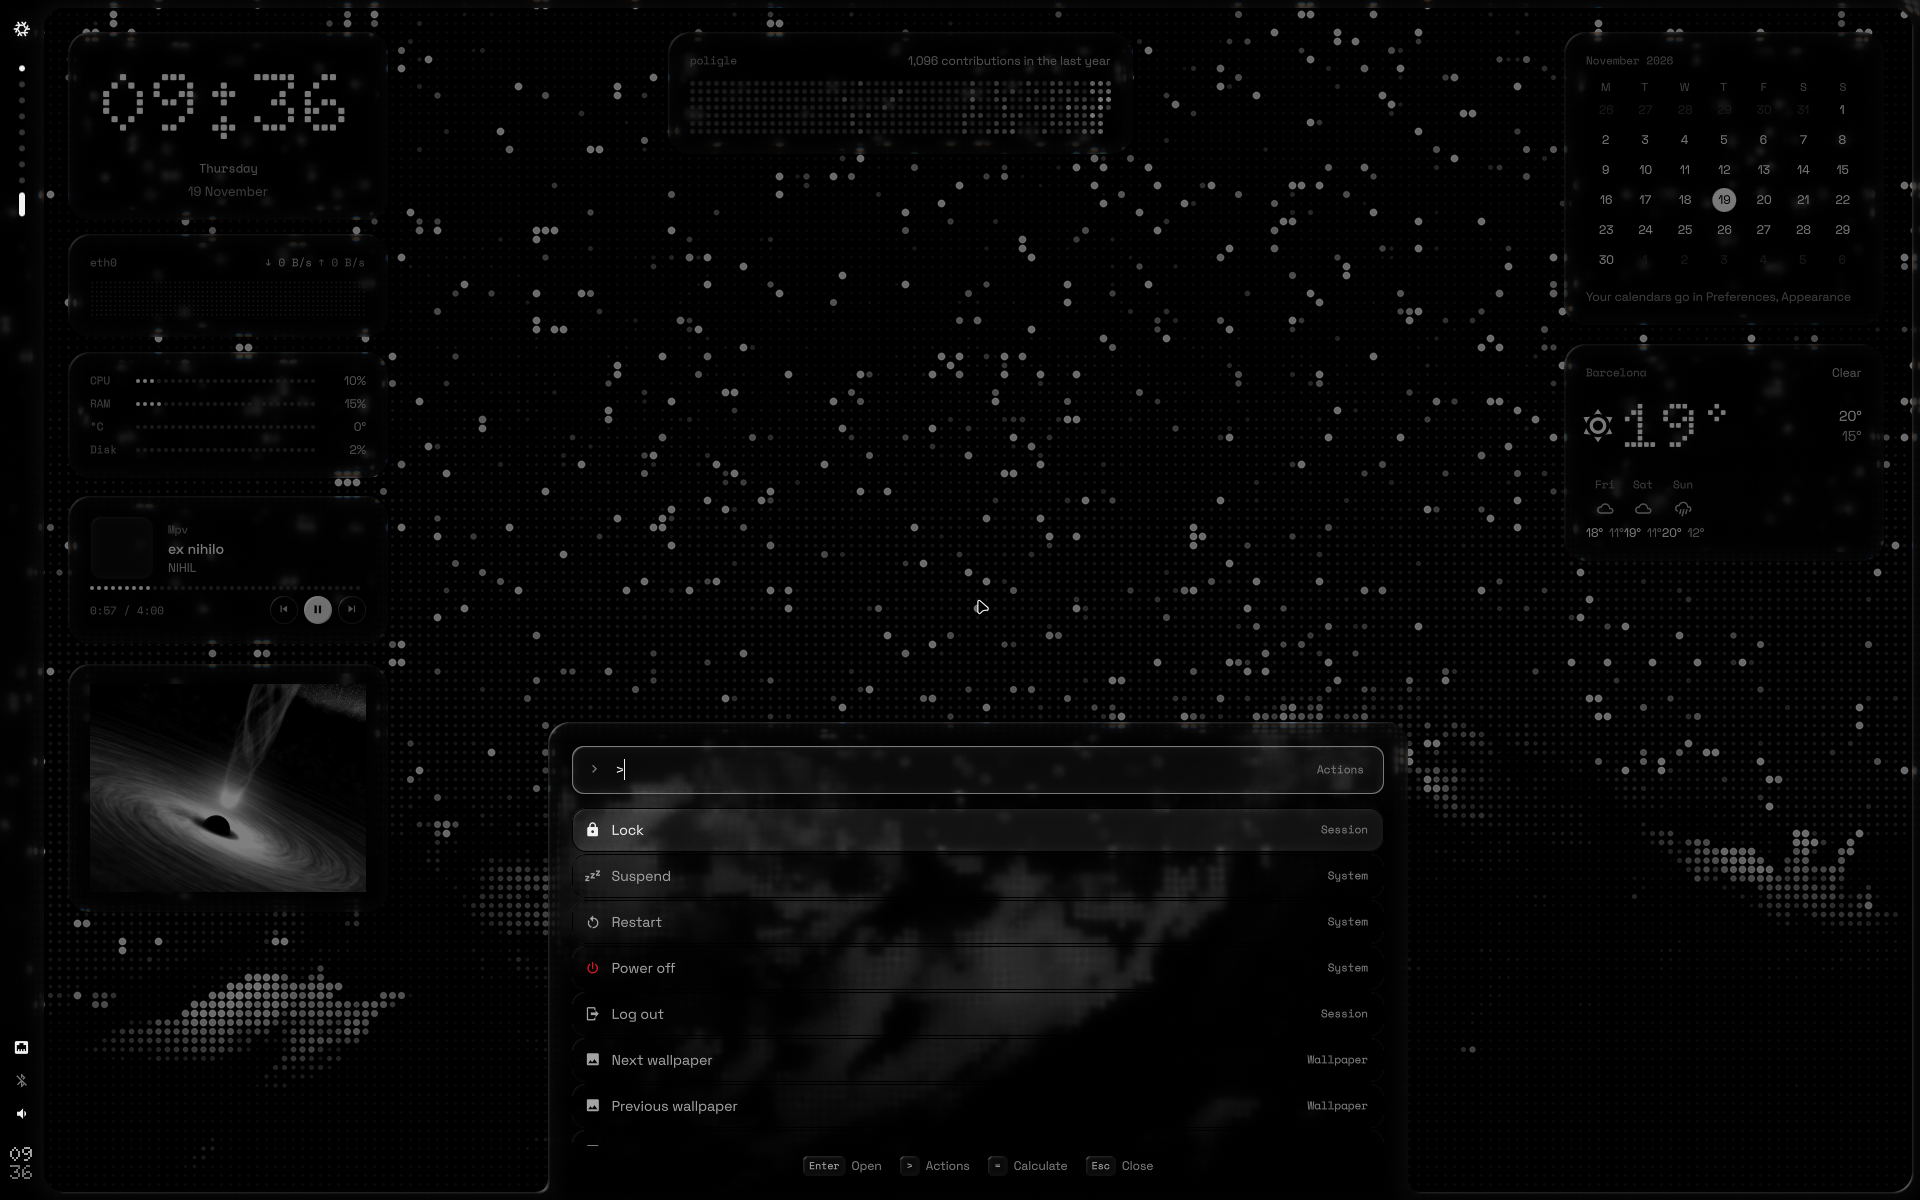 09:36
Thursday
19 November
eth0 ↓ 0 B/s ↑ 0 B/s
CPU 10%
RAM 15%
°C 0°
Disk 2%
Mpv
ex nihilo
NIHIL
0:57 / 4:00
poligle 1,096 contributions in the last year
November 2026
M T W T F S S
26 27 28 29 30 31 1
2 3 4 5 6 7 8
9 10 11 12 13 14 15
16 17 18 19 20 21 22
23 24 25 26 27 28 29
30 1 2 3 4 5 6
Your calendars go in Preferences, Appearance
Barcelona Clear
19° 20°
15°
Fri Sat Sun
18° 11° 19° 11° 20° 12°
> Actions
Lock Session
zzz Suspend System
Restart System
Power off System
Log out Session
Next wallpaper Wallpaper
Previous wallpaper Wallpaper
Enter Open > Actions = Calculate Esc Close
09
36